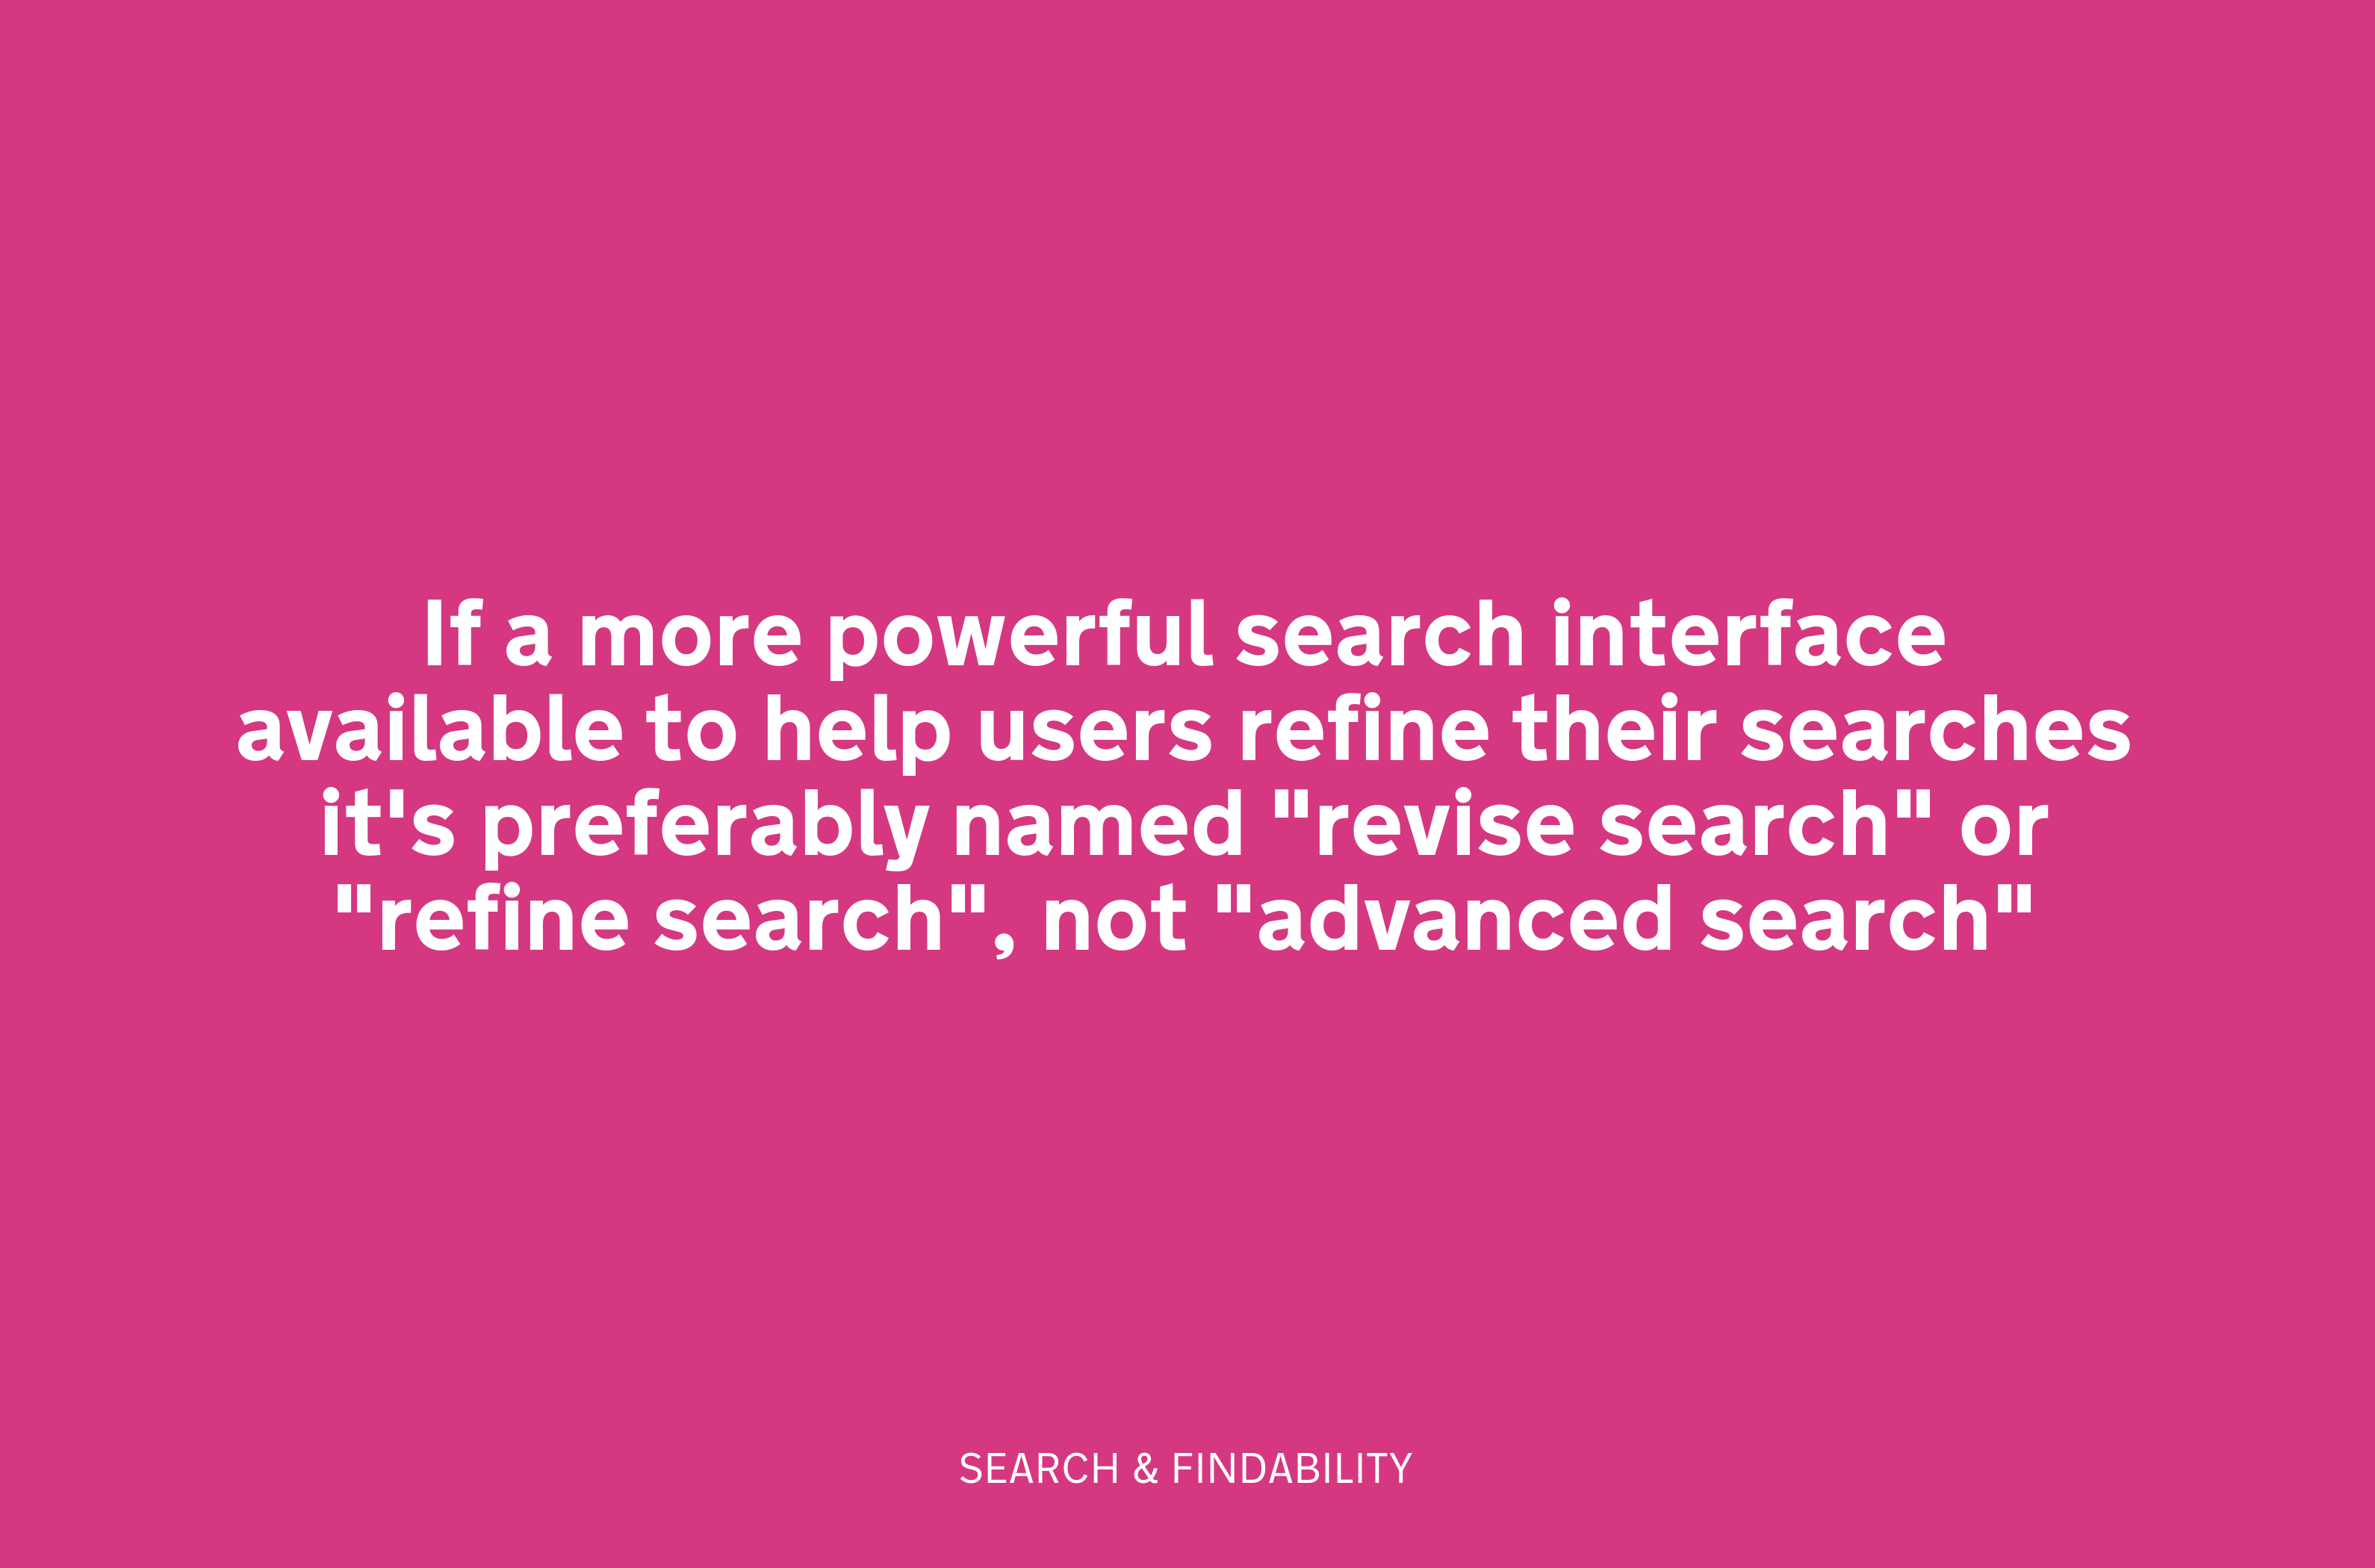 If a more powerful search interface
available to help users refine their searches
it's preferably named "revise search" or
"refine search", not "advanced search"
SEARCH & FINDABILITY